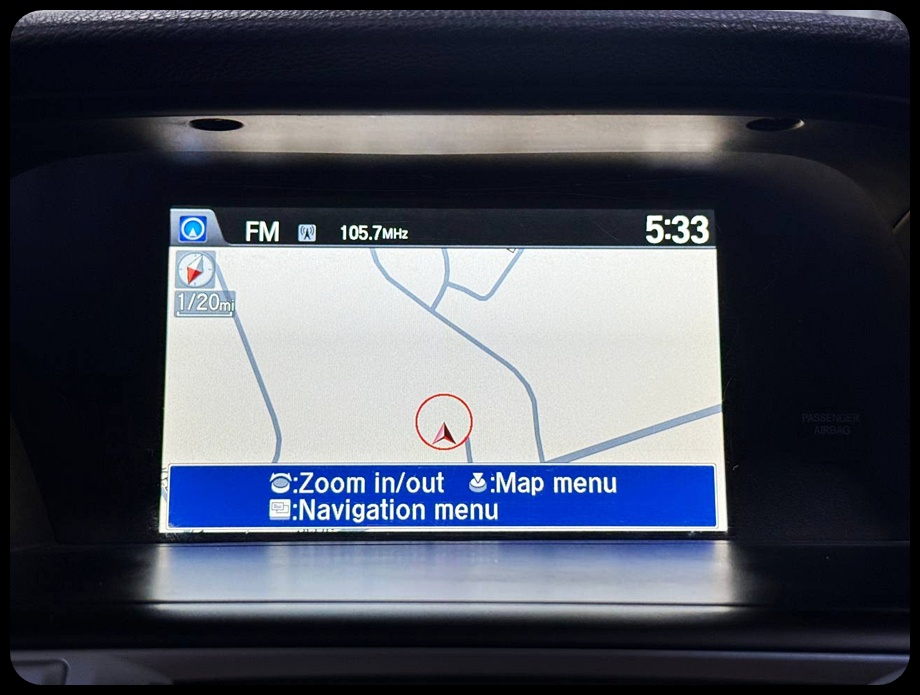 FM 105.7MHz 5:33
1/20mi
PASSENGER
AIRBAG
:Zoom in/out :Map menu
:Navigation menu